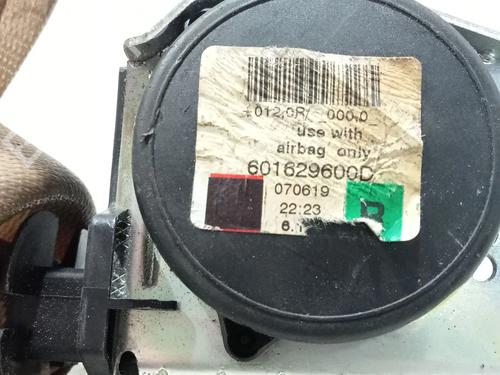 use with
airbag only
601629600D
070619
22:23
R